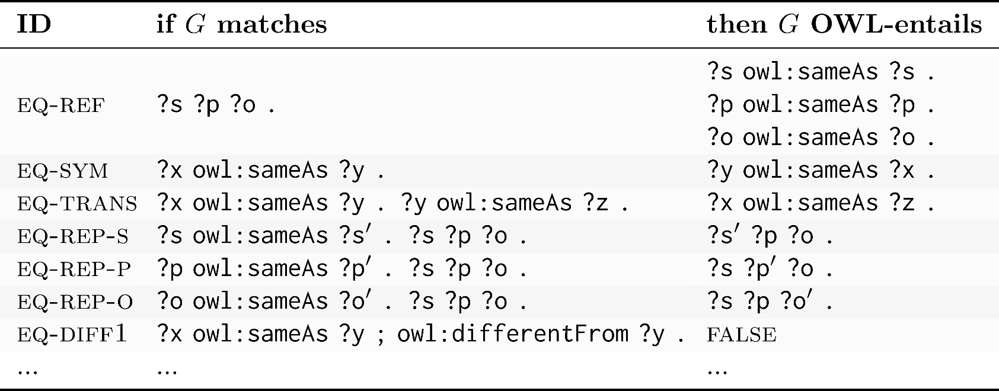 ID if G matches then G OWL-entails
?s owl:sameAs ?s .
EQ-REF ?s ?p ?o . ?p owl:sameAs ?p .
?o owl:sameAs ?o .
EQ-SYM ?x owl:sameAs ?y . ?y owl:sameAs ?x .
EQ-TRANS ?x owl:sameAs ?y . ?y owl:sameAs ?z . ?x owl:sameAs ?z .
EQ-REP-S ?s owl:sameAs ?s′ . ?s ?p ?o . ?s′ ?p ?o .
EQ-REP-P ?p owl:sameAs ?p′ . ?s ?p ?o . ?s ?p′ ?o .
EQ-REP-O ?o owl:sameAs ?o′ . ?s ?p ?o . ?s ?p ?o′ .
EQ-DIFF1 ?x owl:sameAs ?y ; owl:differentFrom ?y . FALSE
... ... ...